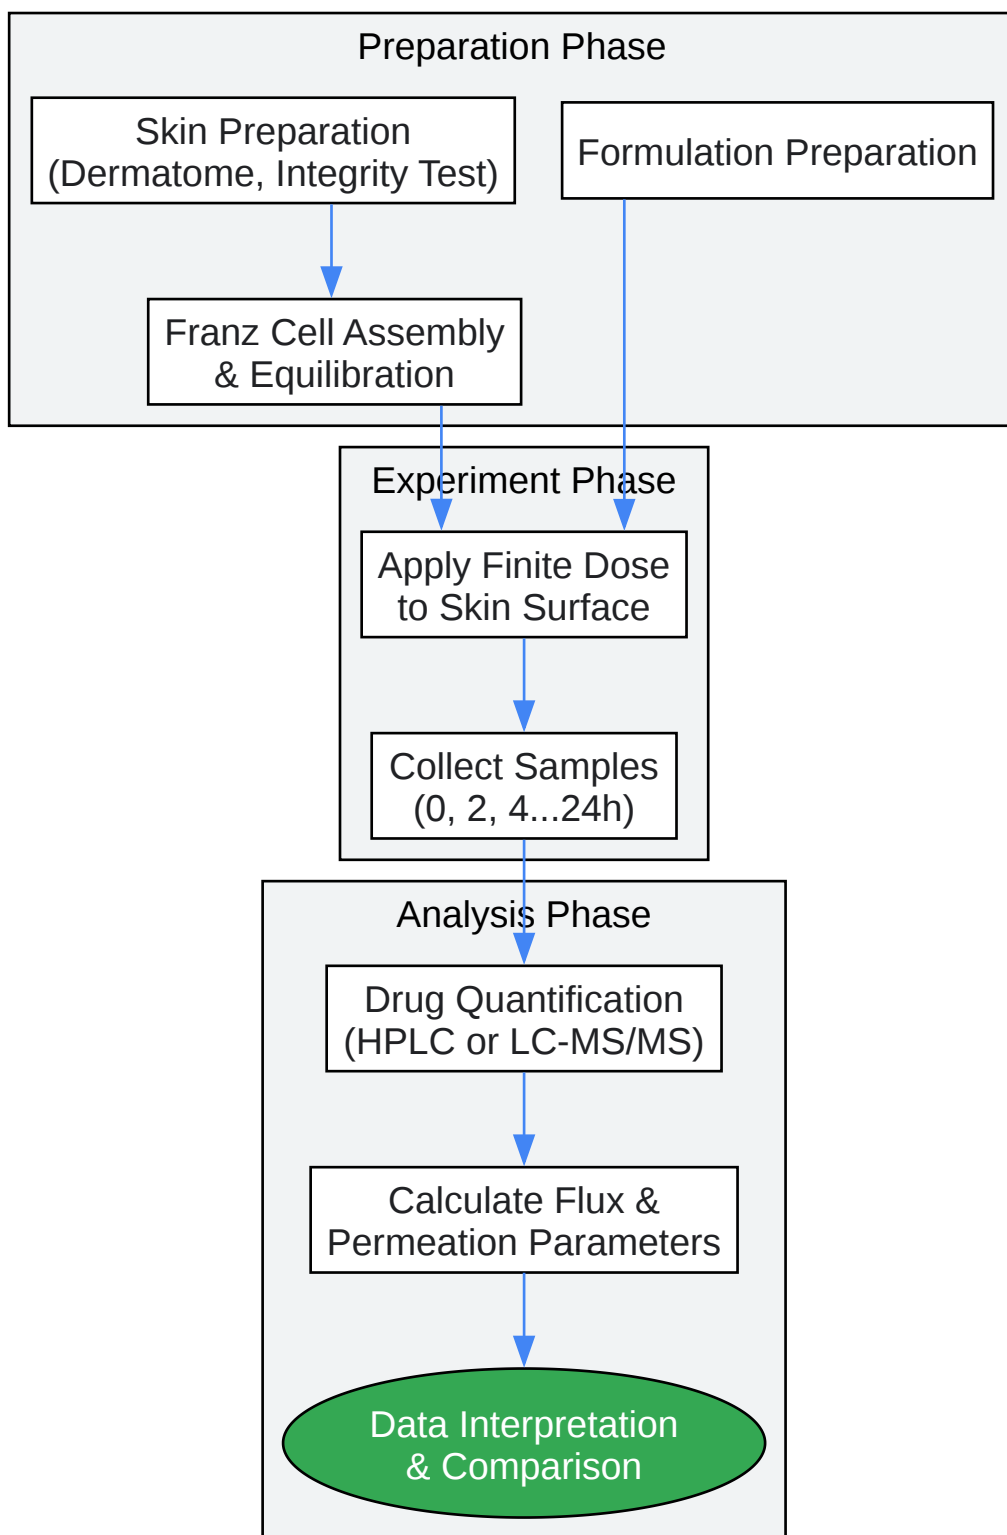 Preparation Phase
Skin Preparation
(Dermatome, Integrity Test)
Formulation Preparation
Franz Cell Assembly
& Equilibration
Experiment Phase
Apply Finite Dose
to Skin Surface
Collect Samples
(0, 2, 4...24h)
Analysis Phase
Drug Quantification
(HPLC or LC-MS/MS)
Calculate Flux &
Permeation Parameters
Data Interpretation
& Comparison